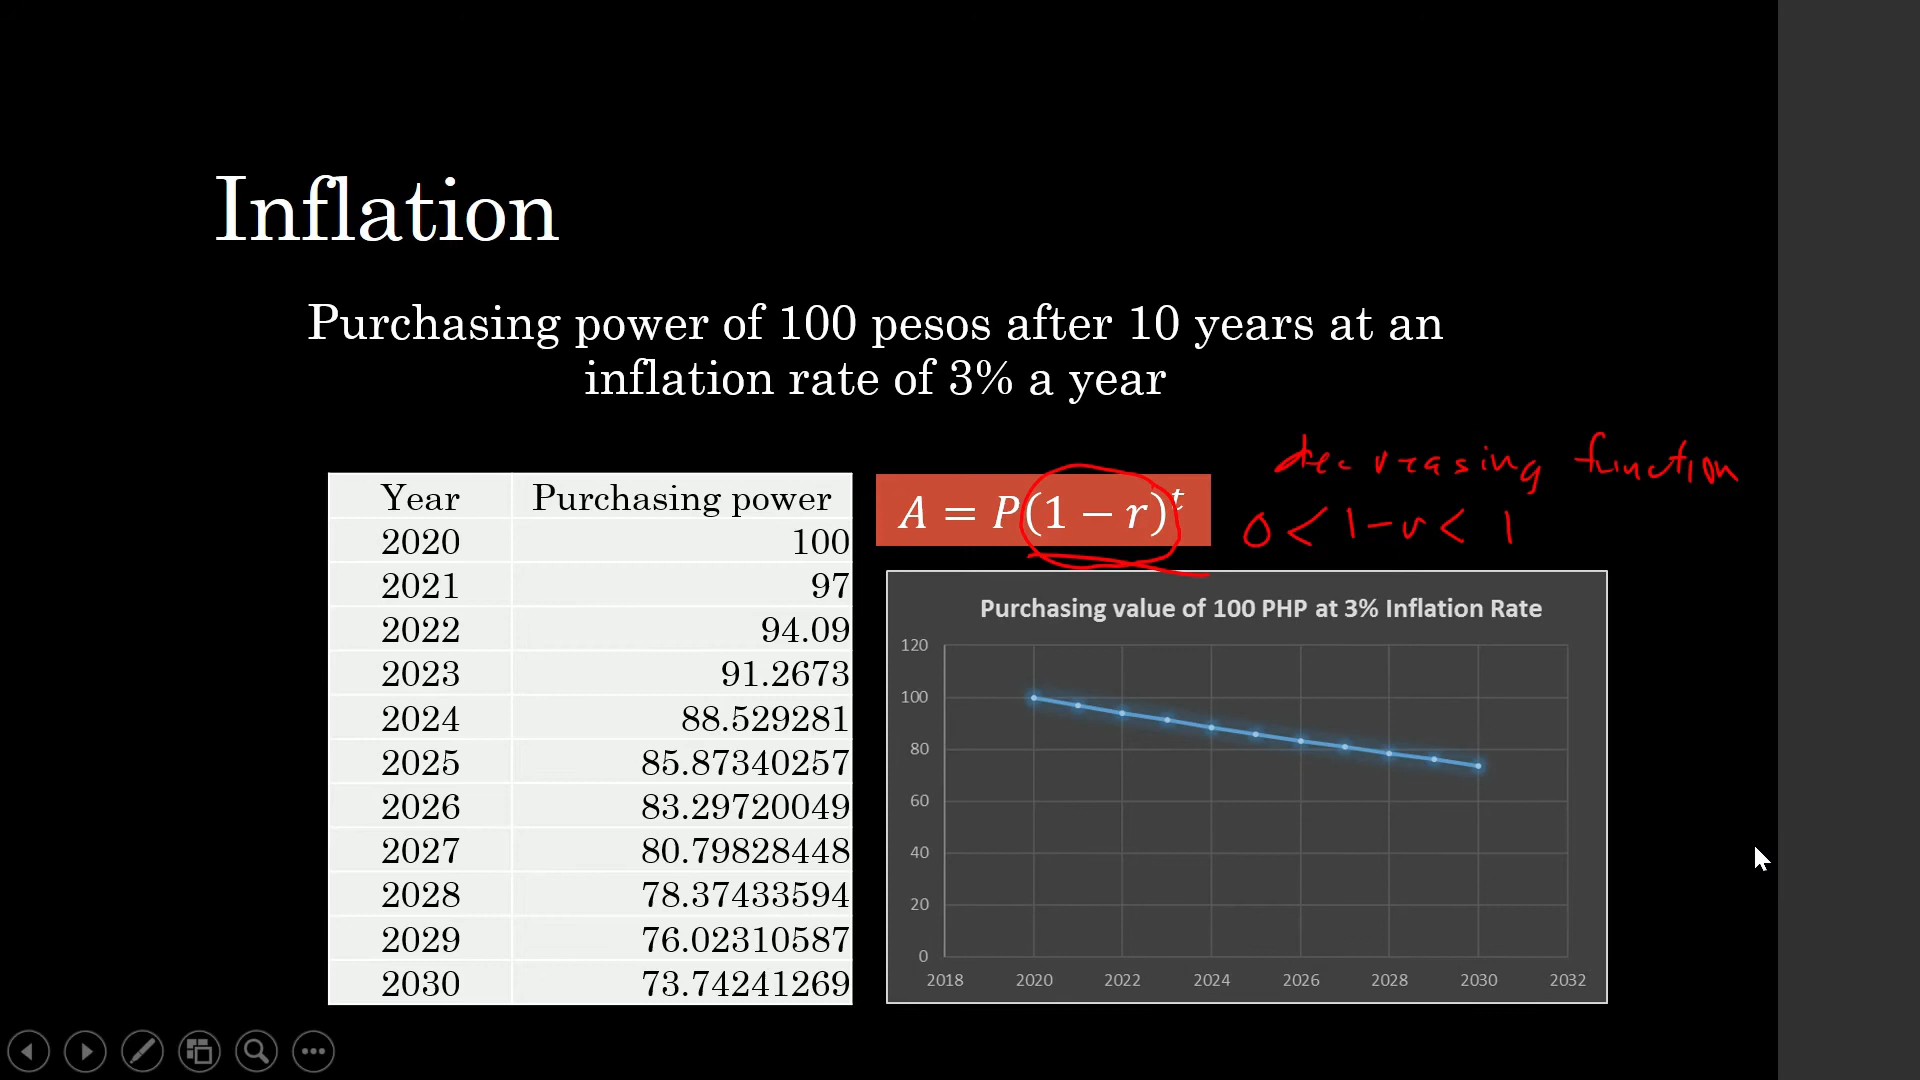 Inflation
Purchasing power of 100 pesos after 10 years at an
inflation rate of 3% a year
decreasing function
Year Purchasing power
2020 100
2021 97
2022 94.09
2023 91.2673
2024 88.529281
2025 85.87340257
2026 83.29720049
2027 80.79828448
2028 78.37433594
2029 76.02310587
2030 73.74241269
A = P(1 − r)^t
0 < 1 - r < 1
Purchasing value of 100 PHP at 3% Inflation Rate
120
100
80
60
40
20
0
2018 2020 2022 2024 2026 2028 2030 2032